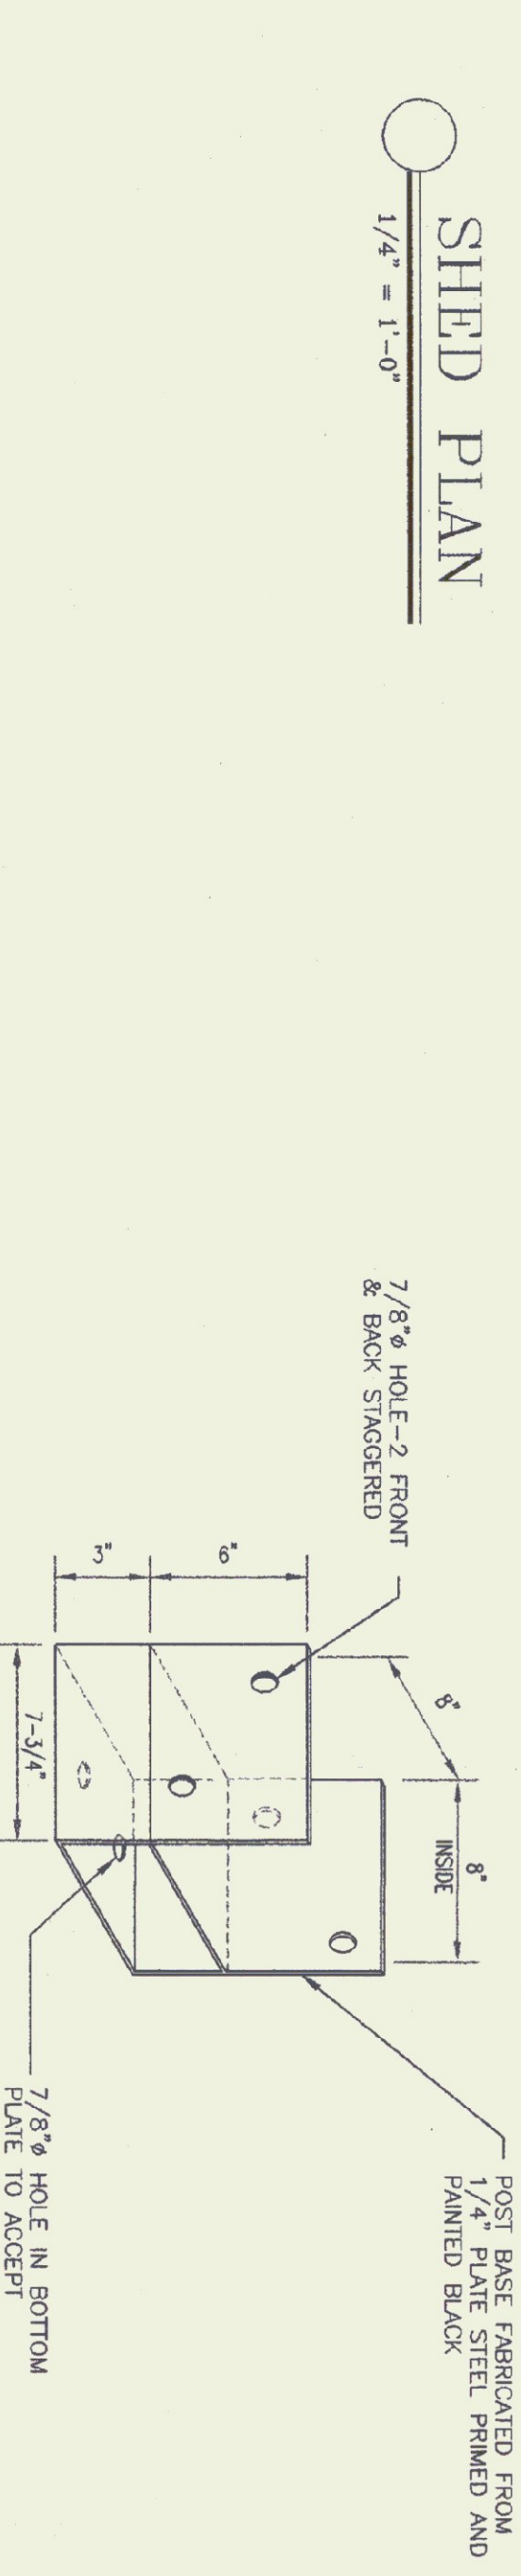 SHED PLAN
1/4" = 1'-0"
7/8"ø HOLE-2 FRONT
& BACK STAGGERED
8"
8"
INSIDE
6"
3"
7-3/4"
POST BASE FABRICATED FROM
1/4" PLATE STEEL PRIMED AND
PAINTED BLACK
7/8"ø HOLE IN BOTTOM
PLATE TO ACCEPT